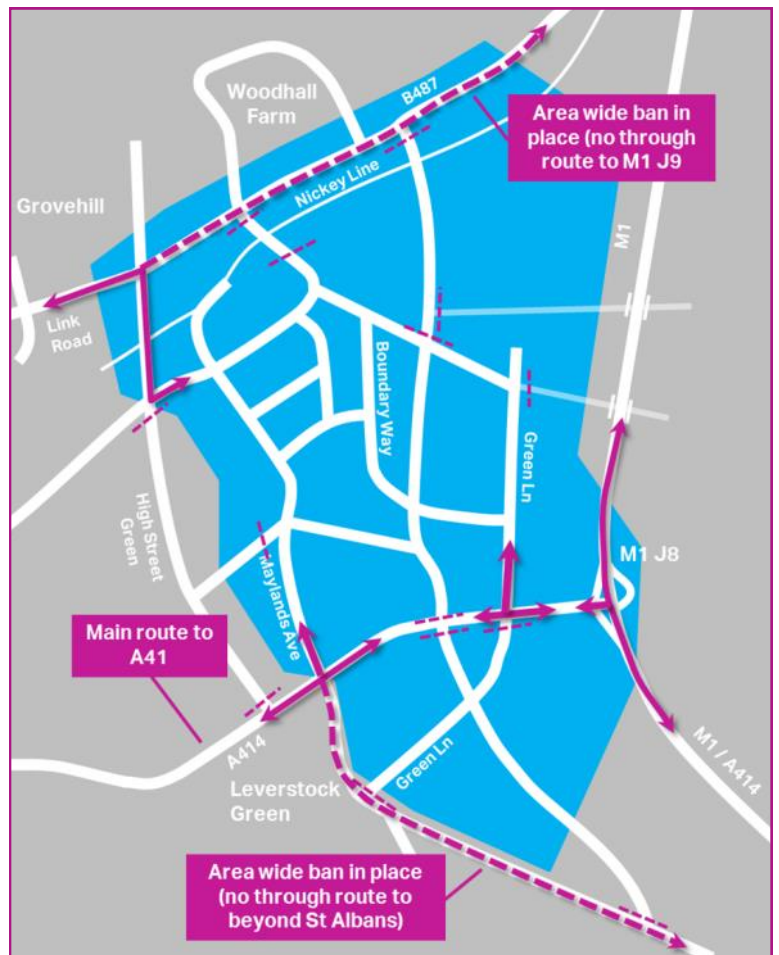 Woodhall
Farm
B487
Area wide ban in
place (no through
route to M1 J9
Nickey Line
Grovehill
M1
Link
Road
Boundary Way
Green Ln
High Street
Green
Maylands Ave
M1 J8
Main route to
A41
A414
Green Ln
M1 / A414
Leverstock
Green
Area wide ban in place
(no through route to
beyond St Albans)